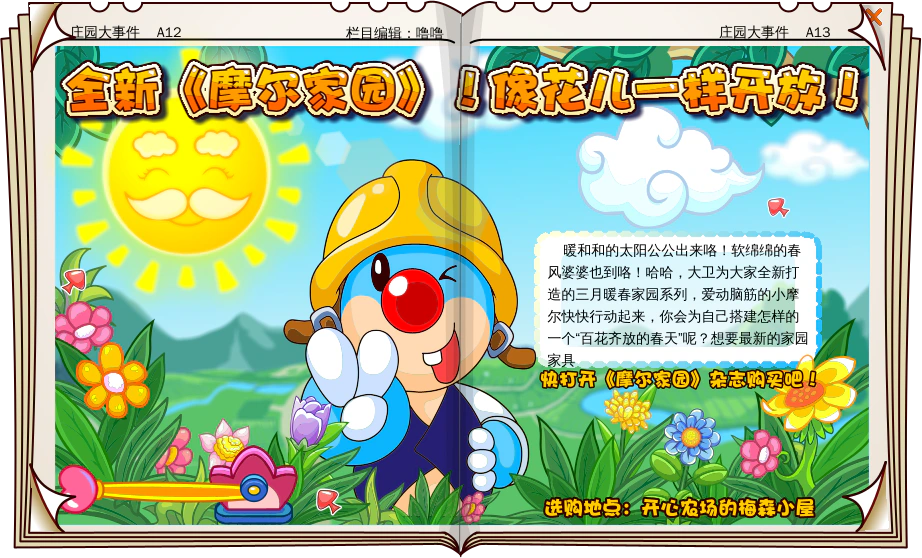 庄园大事件 A12
栏目编辑：噜噜
庄园大事件 A13
全新《摩尔家园》！像花儿一样开放！
暖和和的太阳公公出来咯！软绵绵的春
风婆婆也到咯！哈哈，大卫为大家全新打
造的三月暖春家园系列，爱动脑筋的小摩
尔快快行动起来，你会为自己搭建怎样的
一个“百花齐放的春天”呢？想要最新的家园
家具
快打开《摩尔家园》杂志购买吧！
选购地点：开心农场的梅森小屋